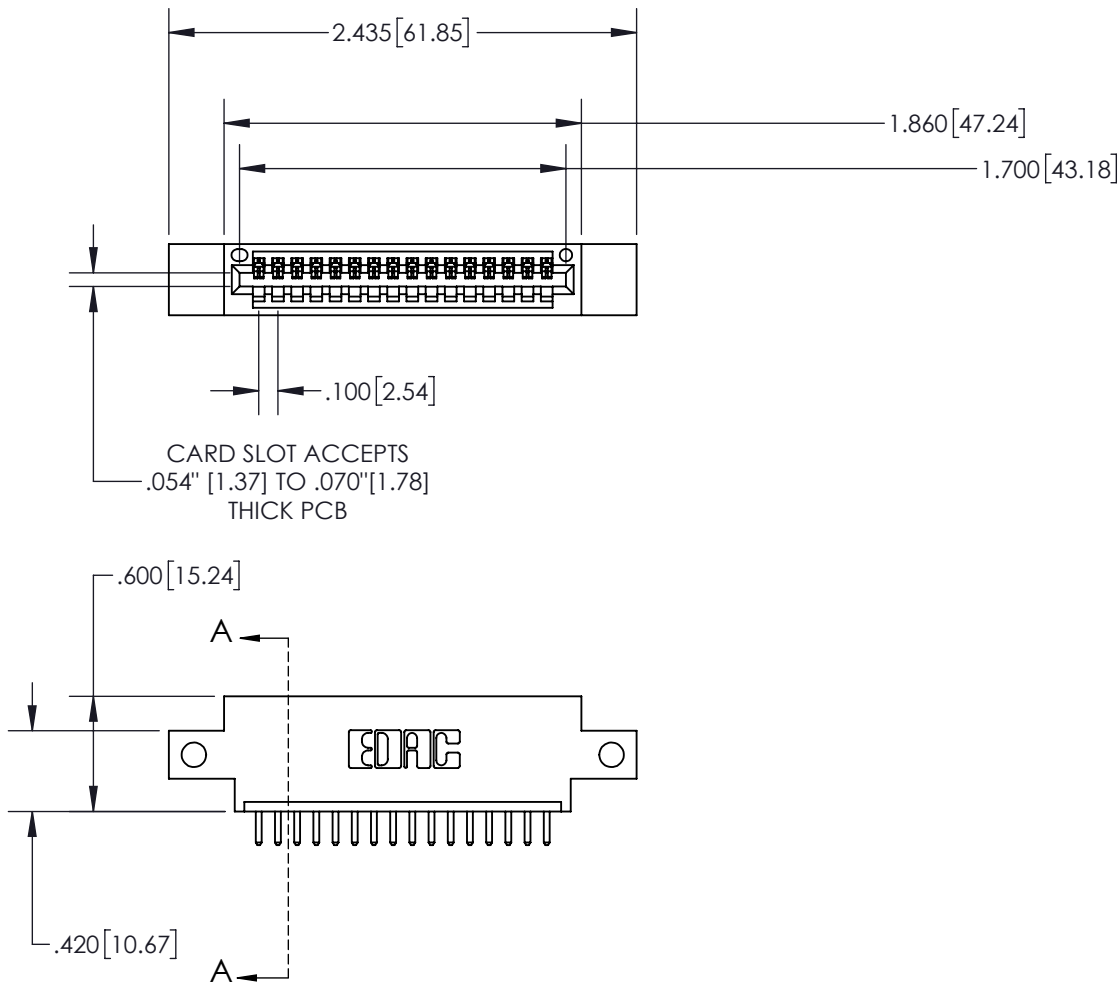 2.435[61.85]
1.860[47.24]
1.700[43.18]
.100[2.54]
CARD SLOT ACCEPTS
.054" [1.37] TO .070"[1.78]
THICK PCB
.600[15.24]
A
EDAC
.420[10.67]
A